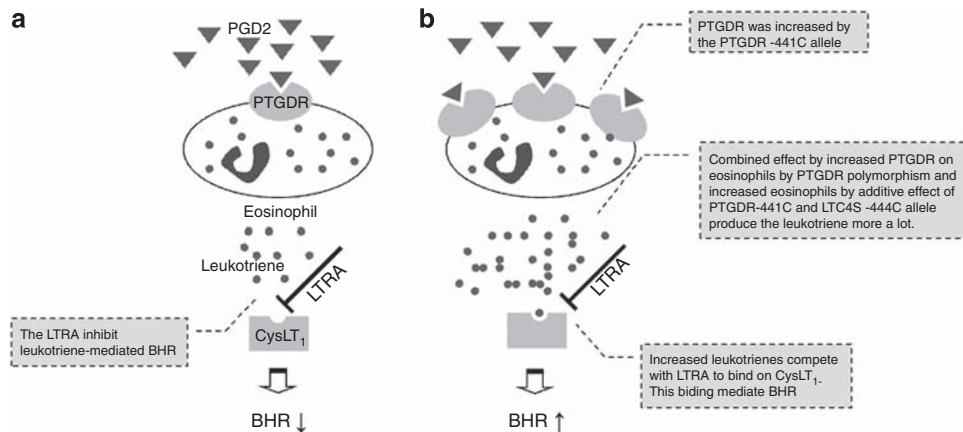 a
PGD2
PTGDR
Eosinophil
Leukotriene
LTRA
The LTRA inhibit
leukotriene-mediated BHR
CysLT1
BHR ↓
b
PTGDR was increased by
the PTGDR -441C allele
Combined effect by increased PTGDR on
eosinophils by PTGDR polymorphism and
increased eosinophils by additive effect of
PTGDR-441C and LTC4S -444C allele
produce the leukotriene more a lot.
LTRA
Increased leukotrienes compete
with LTRA to bind on CysLT1.
This biding mediate BHR
BHR ↑